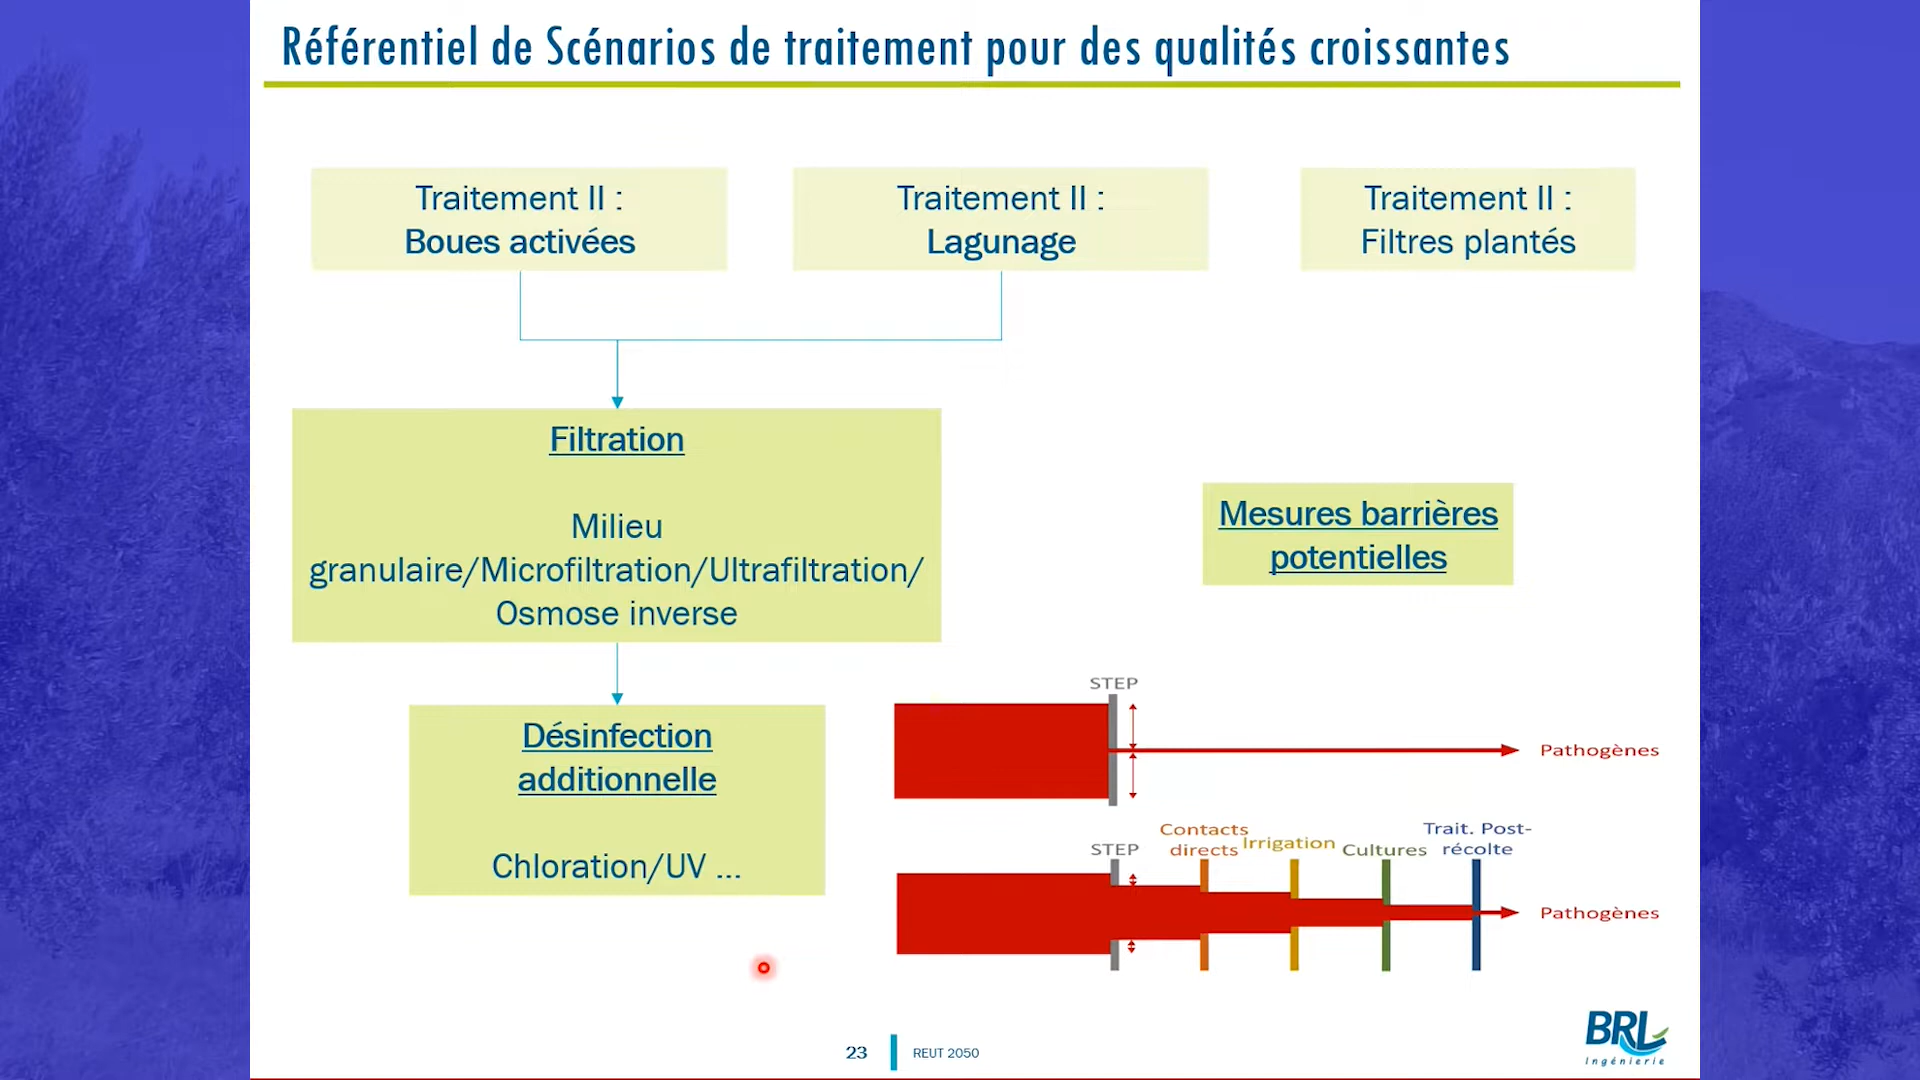 Référentiel de Scénarios de traitement pour des qualités croissantes
Traitement II :
Boues activées
Traitement II :
Lagunage
Traitement II :
Filtres plantés
Filtration
Milieu
granulaire/Microfiltration/Ultrafiltration/
Osmose inverse
Mesures barrières
potentielles
Désinfection
additionnelle
Chloration/UV ...
STEP
Pathogènes
STEP
Contacts
directs
Irrigation
Cultures
Trait. Post-
récolte
Pathogènes
23
REUT 2050
BRL
Ingénierie